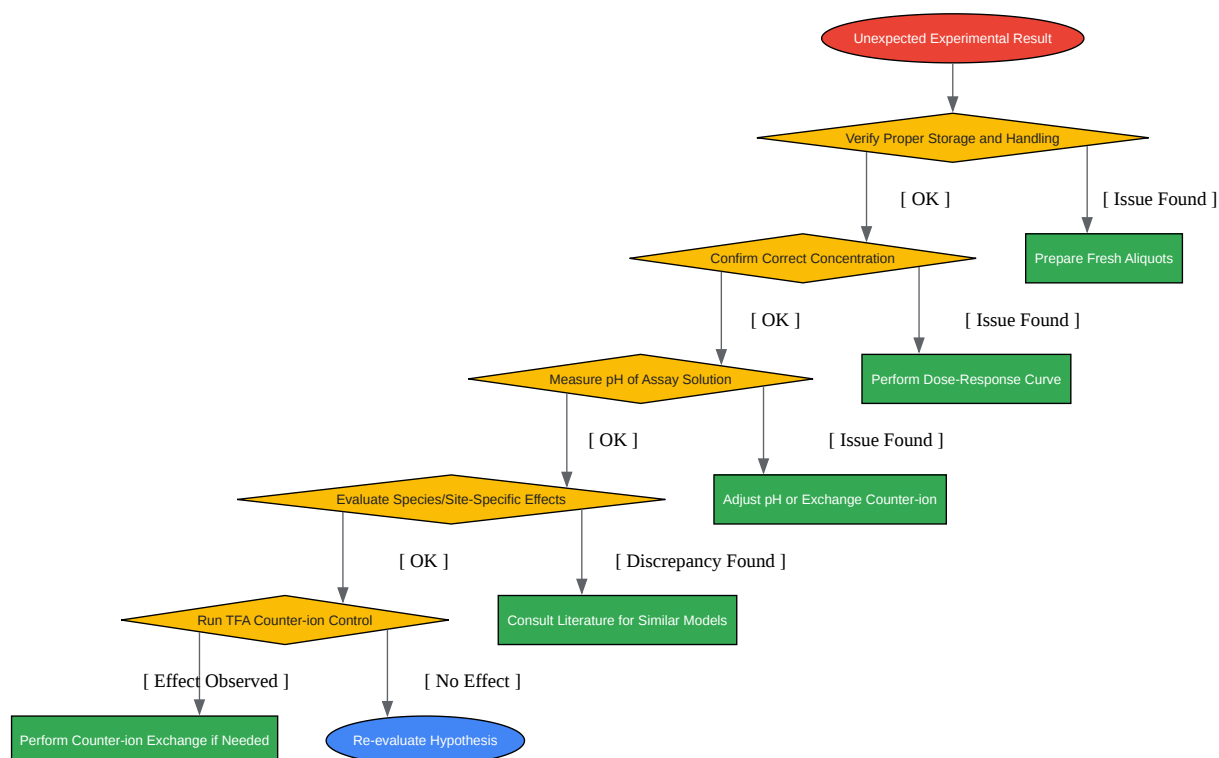 Unexpected Experimental Result
Verify Proper Storage and Handling
[ OK ]
[ Issue Found ]
Confirm Correct Concentration
Prepare Fresh Aliquots
[ OK ]
[ Issue Found ]
Measure pH of Assay Solution
Perform Dose-Response Curve
[ OK ]
[ Issue Found ]
Evaluate Species/Site-Specific Effects
Adjust pH or Exchange Counter-ion
[ OK ]
[ Discrepancy Found ]
Run TFA Counter-ion Control
Consult Literature for Similar Models
[ Effect Observed ]
[ No Effect ]
Perform Counter-ion Exchange if Needed
Re-evaluate Hypothesis